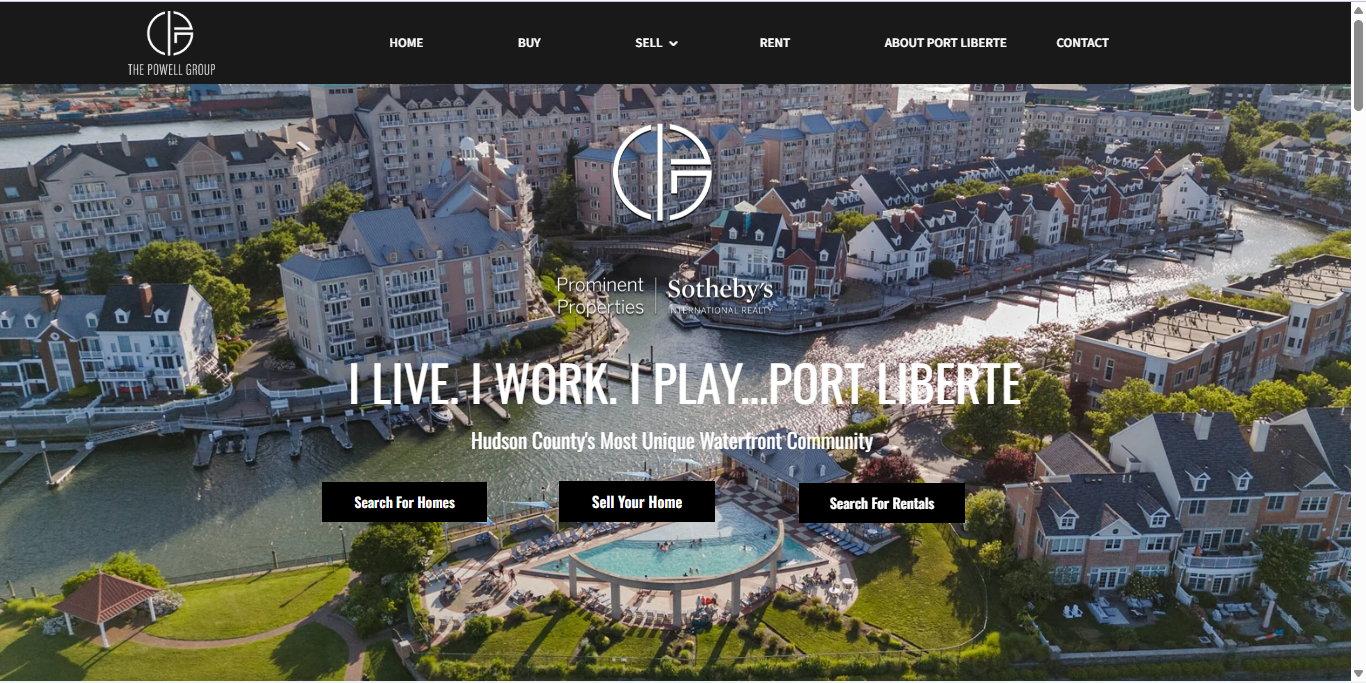 THE POWELL GROUP
HOME
BUY
SELL
RENT
ABOUT PORT LIBERTE
CONTACT
Prominent
Properties
Sotheby's
INTERNATIONAL REALTY
I LIVE. I WORK. I PLAY...PORT LIBERTE
Hudson County's Most Unique Waterfront Community
Search For Homes
Sell Your Home
Search For Rentals